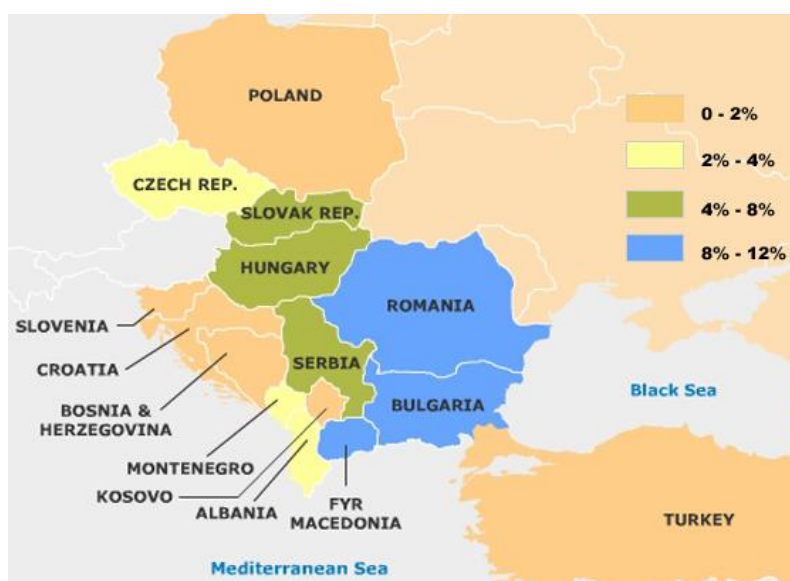 POLAND
0 - 2%
2% - 4%
CZECH REP.
SLOVAK REP.
4% - 8%
8% - 12%
HUNGARY
ROMANIA
SLOVENIA
CROATIA
SERBIA
Black Sea
BULGARIA
BOSNIA &
HERZEGOVINA
MONTENEGRO
KOSOVO
ALBANIA
FYR
MACEDONIA
TURKEY
Mediterranean Sea